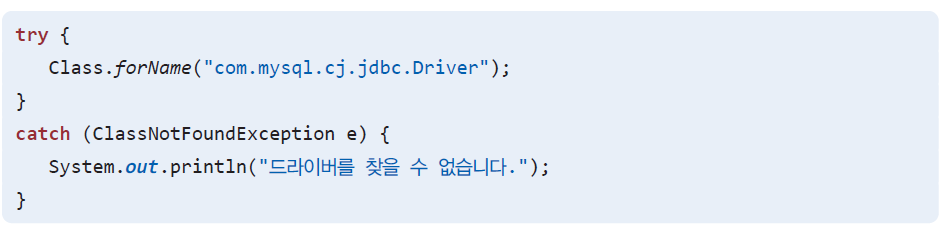 try {
   Class.forName("com.mysql.cj.jdbc.Driver");
}
catch (ClassNotFoundException e) {
   System.out.println("드라이버를 찾을 수 없습니다.");
}